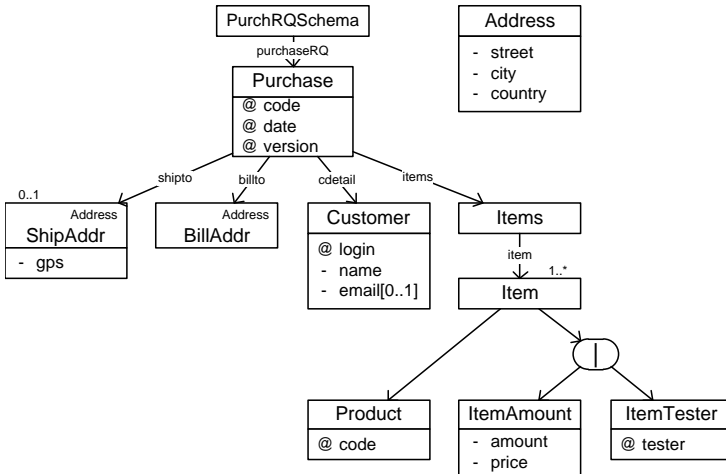 PurchRQSchema
purchaseRQ
Purchase
@ code
@ date
@ version
Address
- street
- city
- country
shipto
billto
cdetail
items
0..1
Address
ShipAddr
- gps
Address
BillAddr
Customer
@ login
- name
- email[0..1]
Items
item
1..*
Item
|
Product
@ code
ItemAmount
- amount
- price
ItemTester
@ tester